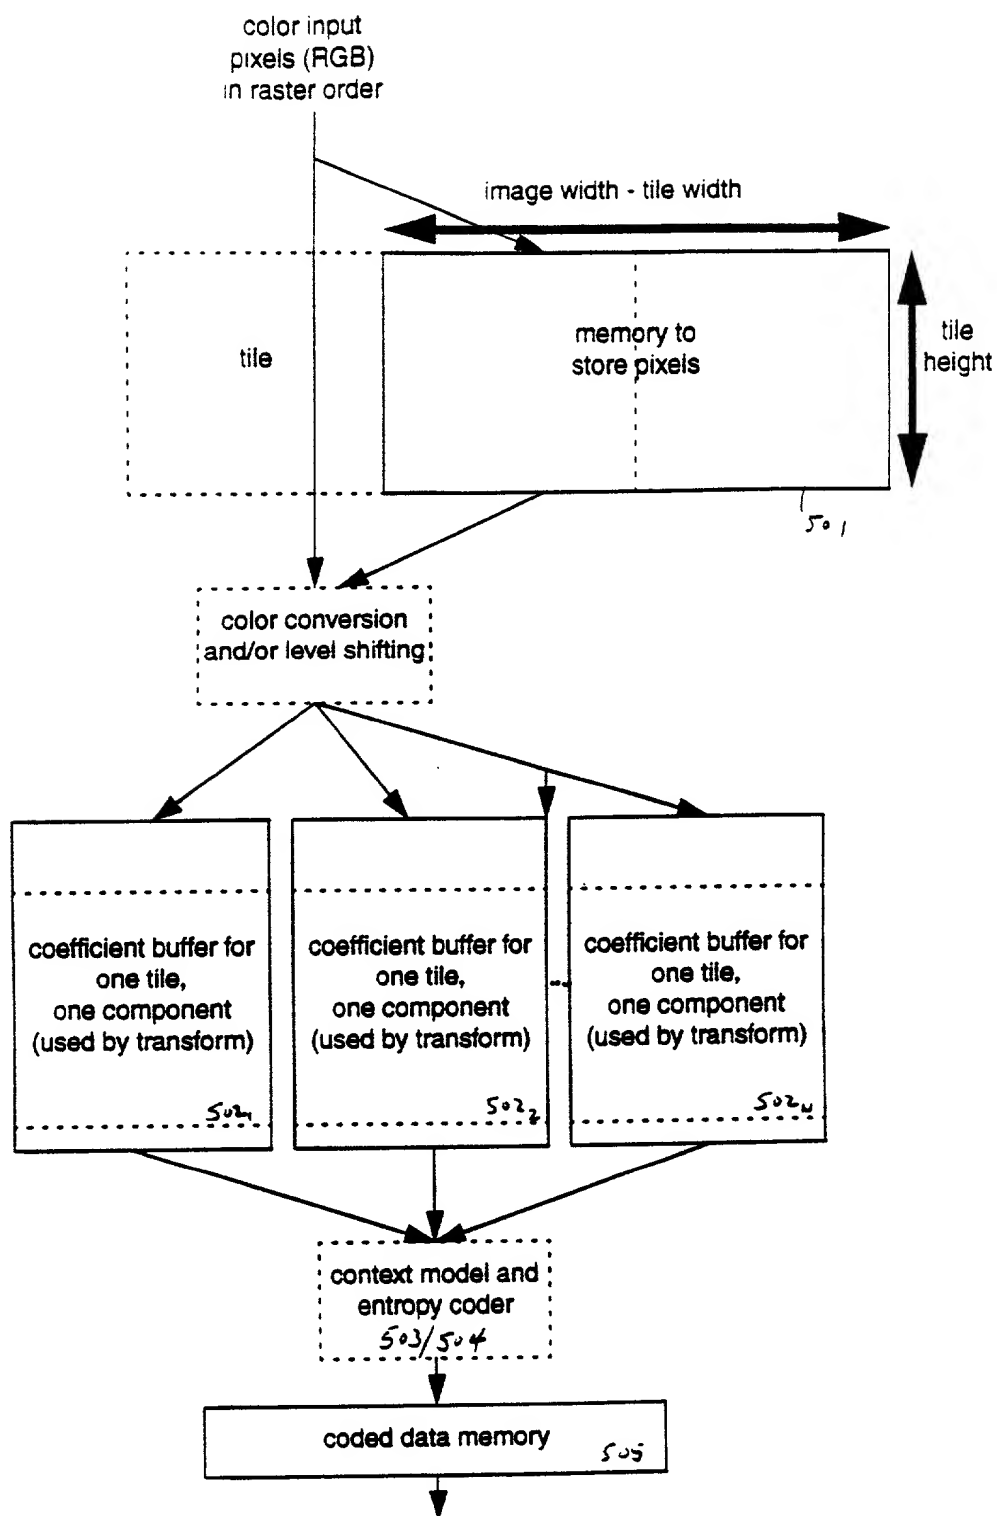 color input
pixels (RGB)
in raster order
image width - tile width
tile
memory to
store pixels
tile
height
501
color conversion
and/or level shifting
coefficient buffer for
one tile,
one component
(used by transform)
502₁
coefficient buffer for
one tile,
one component
(used by transform)
502₂
...
coefficient buffer for
one tile,
one component
(used by transform)
502N
context model and
entropy coder
503/504
coded data memory
505